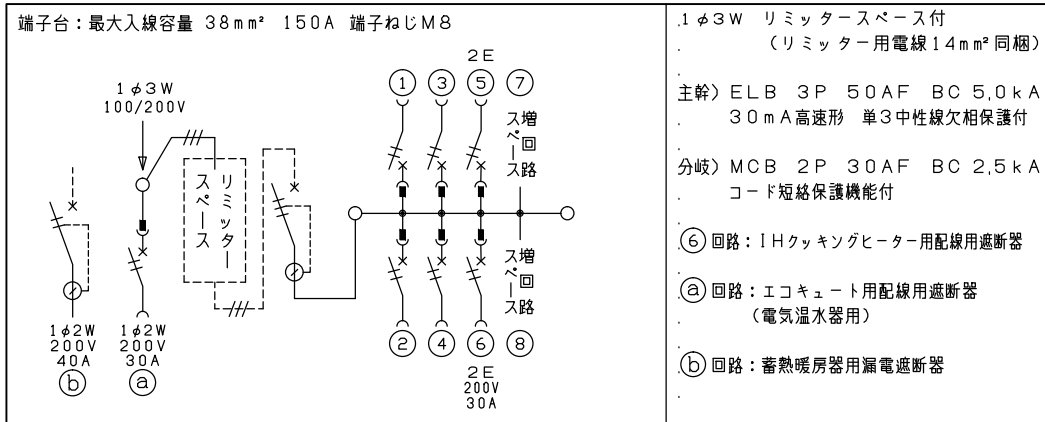 端子台：最大入線容量 38mm² 150A 端子ねじM8
1φ3W
100/200V
リミッター
スペース
2E
① ③ ⑤ ⑦
増回路
スペース
増回路
スペース
② ④ ⑥ ⑧
2E
200V
30A
1φ2W
200V
40A
ⓑ
1φ2W
200V
30A
ⓐ
1φ3W リミッタースペース付
（リミッター用電線14mm²同梱）
主幹）ELB 3P 50AF BC 5,0kA
30mA高速形 単3中性線欠相保護付
分岐）MCB 2P 30AF BC 2,5kA
コード短絡保護機能付
⑥回路：IHクッキングヒーター用配線用遮断器
ⓐ回路：エコキュート用配線用遮断器
（電気温水器用）
ⓑ回路：蓄熱暖房器用漏電遮断器